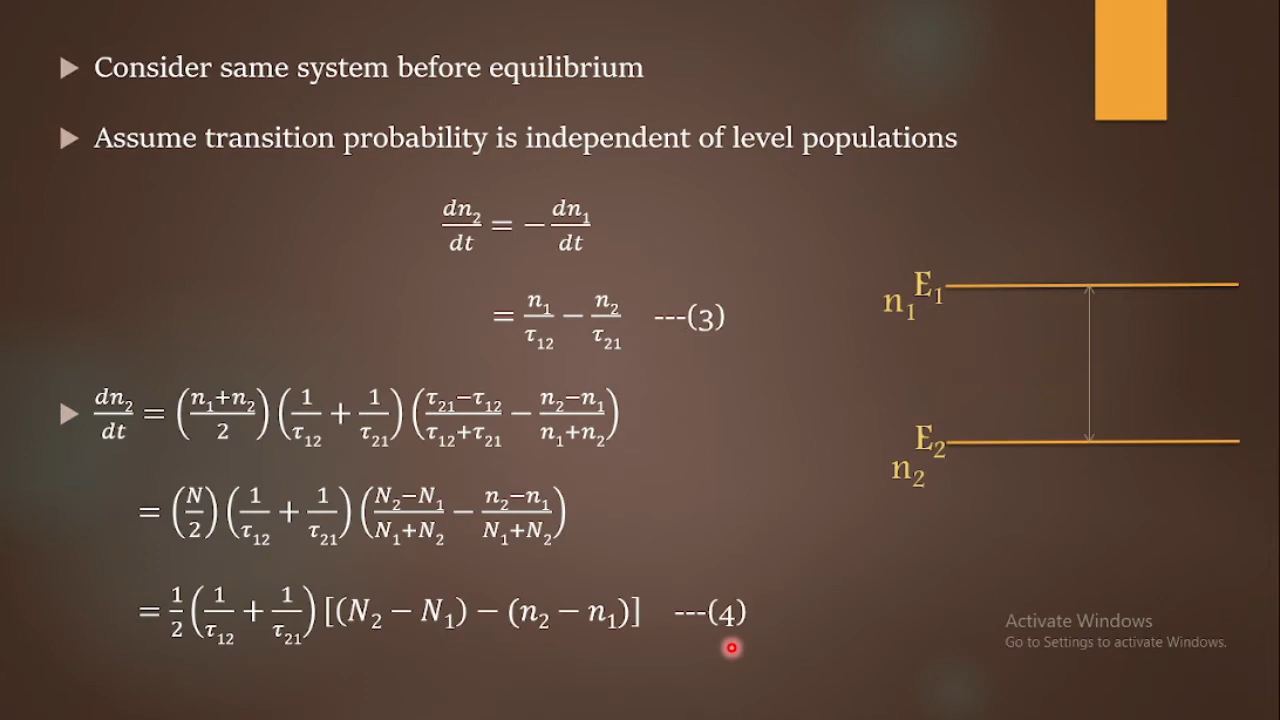 Consider same system before equilibrium
Assume transition probability is independent of level populations
dn₂/dt = − dn₁/dt
= n₁/τ₁₂ − n₂/τ₂₁ ---(3)
dn₂/dt = ((n₁+n₂)/2) (1/τ₁₂ + 1/τ₂₁) ((τ₂₁−τ₁₂)/(τ₁₂+τ₂₁) − (n₂−n₁)/(n₁+n₂))
= (N/2) (1/τ₁₂ + 1/τ₂₁) ((N₂−N₁)/(N₁+N₂) − (n₂−n₁)/(N₁+N₂))
= 1/2 (1/τ₁₂ + 1/τ₂₁) [(N₂ − N₁) − (n₂ − n₁)] ---(4)
E₁
n₁
E₂
n₂
Activate Windows
Go to Settings to activate Windows.